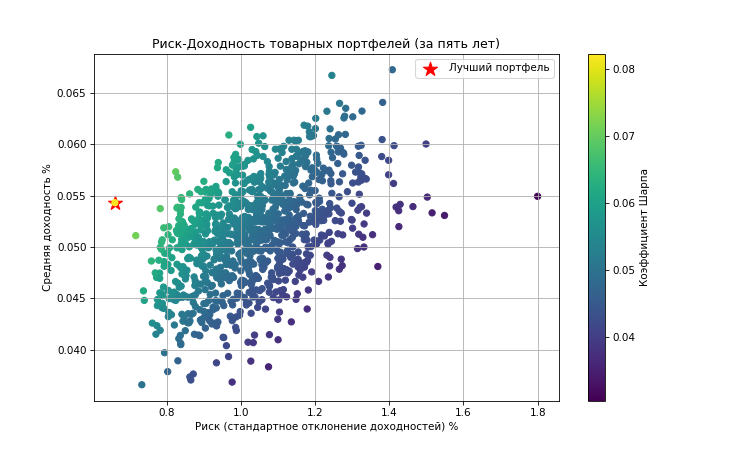 Риск-Доходность товарных портфелей (за пять лет)
Лучший портфель
Средняя доходность %
0.065
0.060
0.055
0.050
0.045
0.040
0.8 1.0 1.2 1.4 1.6 1.8
Риск (стандартное отклонение доходностей) %
0.08
0.07
0.06
0.05
0.04
Коэффициент Шарпа